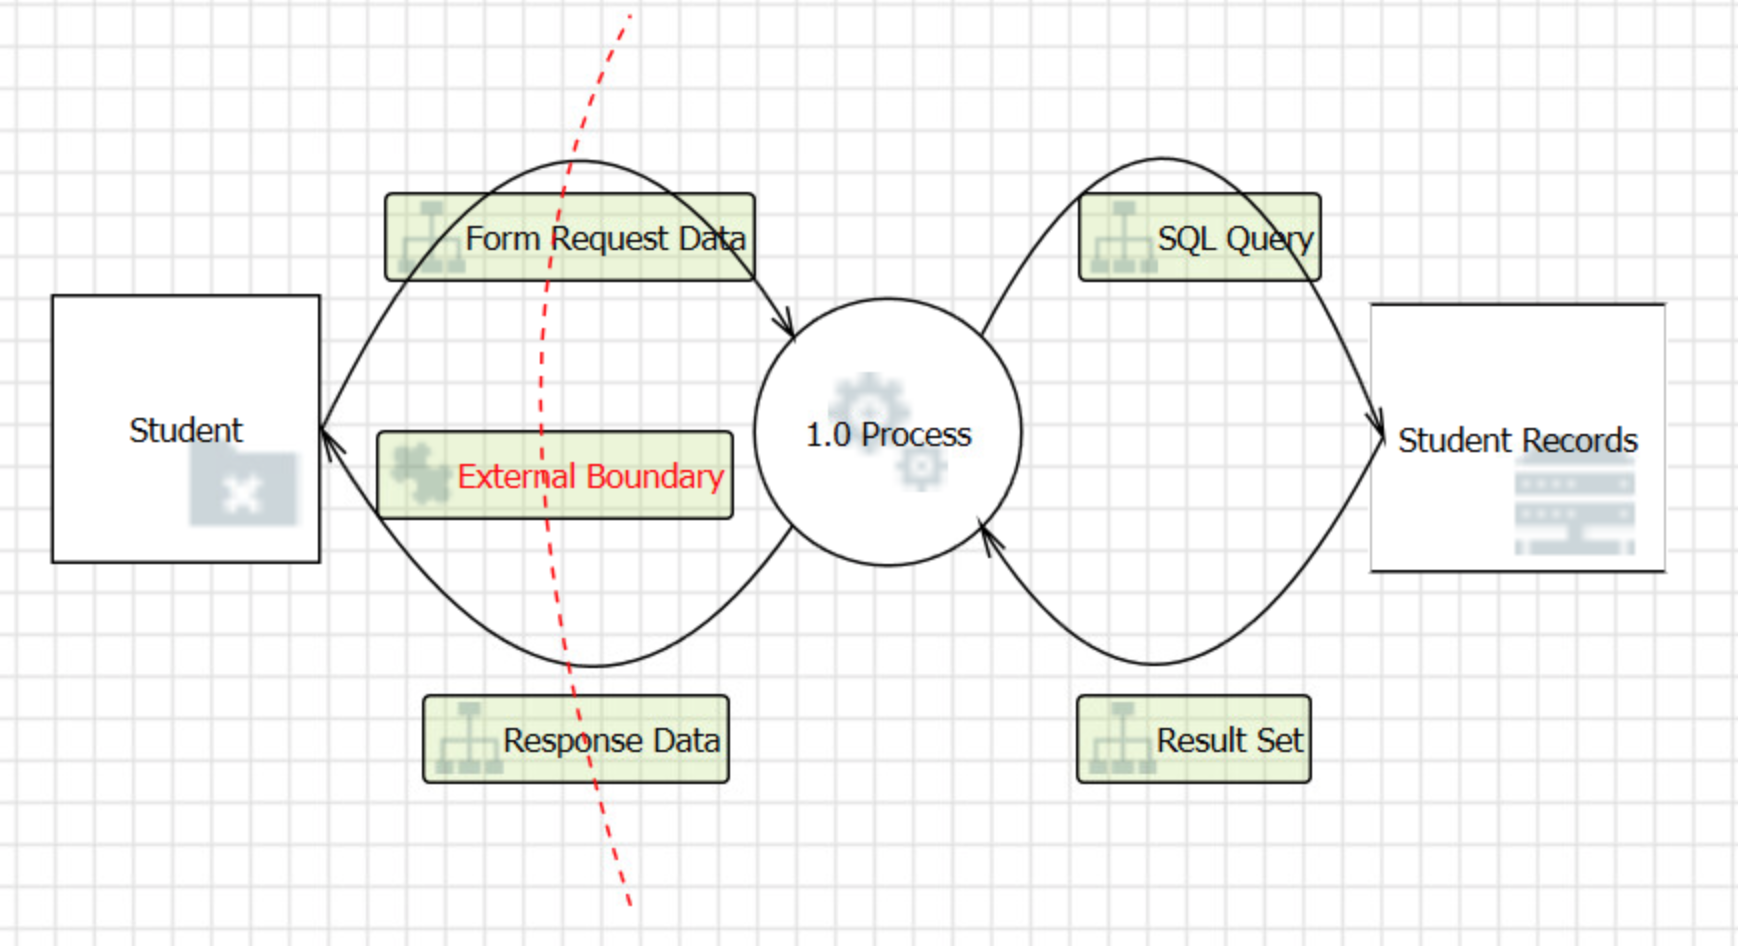 Form Request Data
SQL Query
Student
1.0 Process
Student Records
External Boundary
Response Data
Result Set